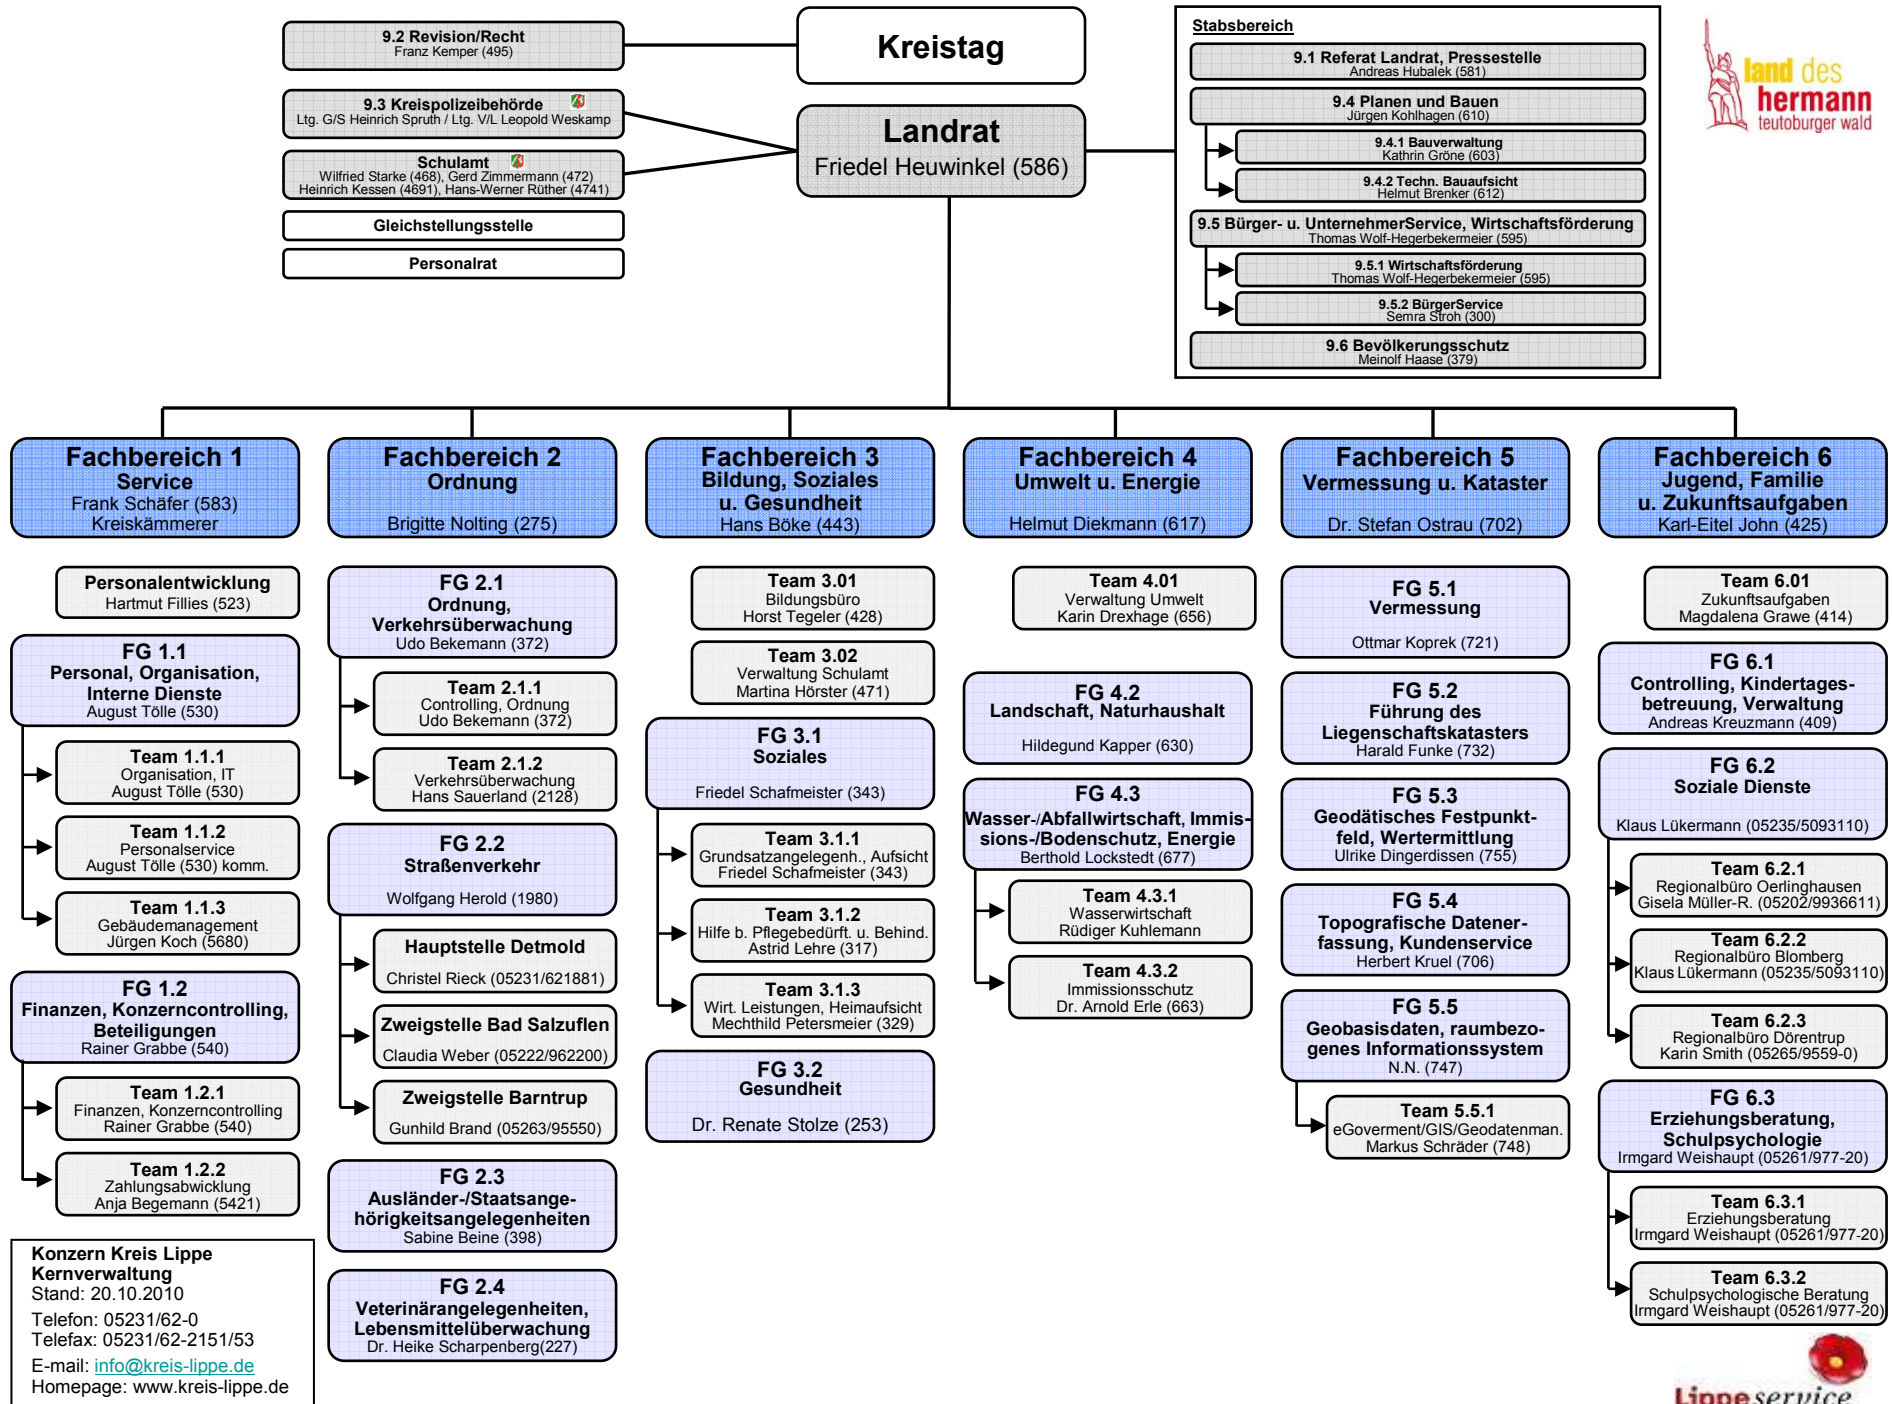 9.2 Revision/Recht
Franz Kemper (495)
Kreistag
9.3 Kreispolizeibehörde
Ltg. G/S Heinrich Spruth / Ltg. V/L Leopold Weskamp
Schulamt
Wilfried Starke (468), Gerd Zimmermann (472)
Heinrich Kessen (4691), Hans-Werner Rüther (4741)
Gleichstellungsstelle
Personalrat
Landrat
Friedel Heuwinkel (586)
Stabsbereich
9.1 Referat Landrat, Pressestelle
Andreas Hubalek (581)
9.4 Planen und Bauen
Jürgen Kohlhagen (610)
9.4.1 Bauverwaltung
Kathrin Gröne (603)
9.4.2 Techn. Bauaufsicht
Helmut Brenker (612)
9.5 Bürger- u. UnternehmerService, Wirtschaftsförderung
Thomas Wolf-Hegerbekermeier (595)
9.5.1 Wirtschaftsförderung
Thomas Wolf-Hegerbekermeier (595)
9.5.2 BürgerService
Semra Stroh (300)
9.6 Bevölkerungsschutz
Meinolf Haase (379)
land des
hermann
teutoburger wald
Fachbereich 1
Service
Frank Schäfer (583)
Kreiskämmerer
Personalentwicklung
Hartmut Fillies (523)
FG 1.1
Personal, Organisation,
Interne Dienste
August Tölle (530)
Team 1.1.1
Organisation, IT
August Tölle (530)
Team 1.1.2
Personalservice
August Tölle (530) komm.
Team 1.1.3
Gebäudemanagement
Jürgen Koch (5680)
FG 1.2
Finanzen, Konzerncontrolling,
Beteiligungen
Rainer Grabbe (540)
Team 1.2.1
Finanzen, Konzerncontrolling
Rainer Grabbe (540)
Team 1.2.2
Zahlungsabwicklung
Anja Begemann (5421)
Konzern Kreis Lippe
Kernverwaltung
Stand: 20.10.2010
Telefon: 05231/62-0
Telefax: 05231/62-2151/53
E-mail: info@kreis-lippe.de
Homepage: www.kreis-lippe.de
Fachbereich 2
Ordnung
Brigitte Nolting (275)
FG 2.1
Ordnung,
Verkehrsüberwachung
Udo Bekemann (372)
Team 2.1.1
Controlling, Ordnung
Udo Bekemann (372)
Team 2.1.2
Verkehrsüberwachung
Hans Sauerland (2128)
FG 2.2
Straßenverkehr
Wolfgang Herold (1980)
Hauptstelle Detmold
Christel Rieck (05231/621881)
Zweigstelle Bad Salzuflen
Claudia Weber (05222/962200)
Zweigstelle Barntrup
Gunhild Brand (05263/95550)
FG 2.3
Ausländer-/Staatsange-
hörigkeitsangelegenheiten
Sabine Beine (398)
FG 2.4
Veterinärangelegenheiten,
Lebensmittelüberwachung
Dr. Heike Scharpenberg(227)
Fachbereich 3
Bildung, Soziales
u. Gesundheit
Hans Böke (443)
Team 3.01
Bildungsbüro
Horst Tegeler (428)
Team 3.02
Verwaltung Schulamt
Martina Hörster (471)
FG 3.1
Soziales
Friedel Schafmeister (343)
Team 3.1.1
Grundsatzangelegenh., Aufsicht
Friedel Schafmeister (343)
Team 3.1.2
Hilfe b. Pflegebedürft. u. Behind.
Astrid Lehre (317)
Team 3.1.3
Wirt. Leistungen, Heimaufsicht
Mechthild Petersmeier (329)
FG 3.2
Gesundheit
Dr. Renate Stolze (253)
Fachbereich 4
Umwelt u. Energie
Helmut Diekmann (617)
Team 4.01
Verwaltung Umwelt
Karin Drexhage (656)
FG 4.2
Landschaft, Naturhaushalt
Hildegund Kapper (630)
FG 4.3
Wasser-/Abfallwirtschaft, Immis-
sions-/Bodenschutz, Energie
Berthold Lockstedt (677)
Team 4.3.1
Wasserwirtschaft
Rüdiger Kuhlemann
Team 4.3.2
Immissionsschutz
Dr. Arnold Erle (663)
Fachbereich 5
Vermessung u. Kataster
Dr. Stefan Ostrau (702)
FG 5.1
Vermessung
Ottmar Koprek (721)
FG 5.2
Führung des
Liegenschaftskatasters
Harald Funke (732)
FG 5.3
Geodätisches Festpunkt-
feld, Wertermittlung
Ulrike Dingerdissen (755)
FG 5.4
Topografische Datener-
fassung, Kundenservice
Herbert Kruel (706)
FG 5.5
Geobasisdaten, raumbezo-
genes Informationssystem
N.N. (747)
Team 5.5.1
eGoverment/GIS/Geodatenman.
Markus Schräder (748)
Fachbereich 6
Jugend, Familie
u. Zukunftsaufgaben
Karl-Eitel John (425)
Team 6.01
Zukunftsaufgaben
Magdalena Grawe (414)
FG 6.1
Controlling, Kindertages-
betreuung, Verwaltung
Andreas Kreuzmann (409)
FG 6.2
Soziale Dienste
Klaus Lükermann (05235/5093110)
Team 6.2.1
Regionalbüro Oerlinghausen
Gisela Müller-R. (05202/9936611)
Team 6.2.2
Regionalbüro Blomberg
Klaus Lükermann (05235/5093110)
Team 6.2.3
Regionalbüro Dörentrup
Karin Smith (05265/9559-0)
FG 6.3
Erziehungsberatung,
Schulpsychologie
Irmgard Weishaupt (05261/977-20)
Team 6.3.1
Erziehungsberatung
Irmgard Weishaupt (05261/977-20)
Team 6.3.2
Schulpsychologische Beratung
Irmgard Weishaupt (05261/977-20)
Lippe service